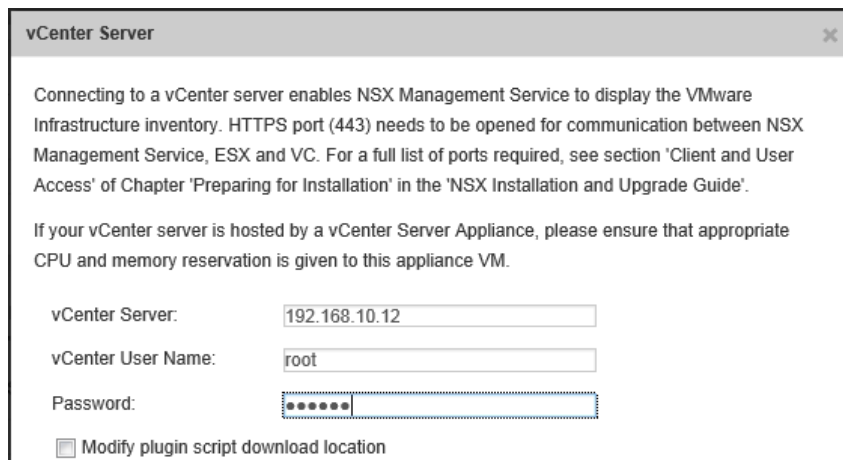 vCenter Server
Connecting to a vCenter server enables NSX Management Service to display the VMware
Infrastructure inventory. HTTPS port (443) needs to be opened for communication between NSX
Management Service, ESX and VC. For a full list of ports required, see section 'Client and User
Access' of Chapter 'Preparing for Installation' in the 'NSX Installation and Upgrade Guide'.
If your vCenter server is hosted by a vCenter Server Appliance, please ensure that appropriate
CPU and memory reservation is given to this appliance VM.
vCenter Server: 192.168.10.12
vCenter User Name: root
Password: ●●●●●●
Modify plugin script download location